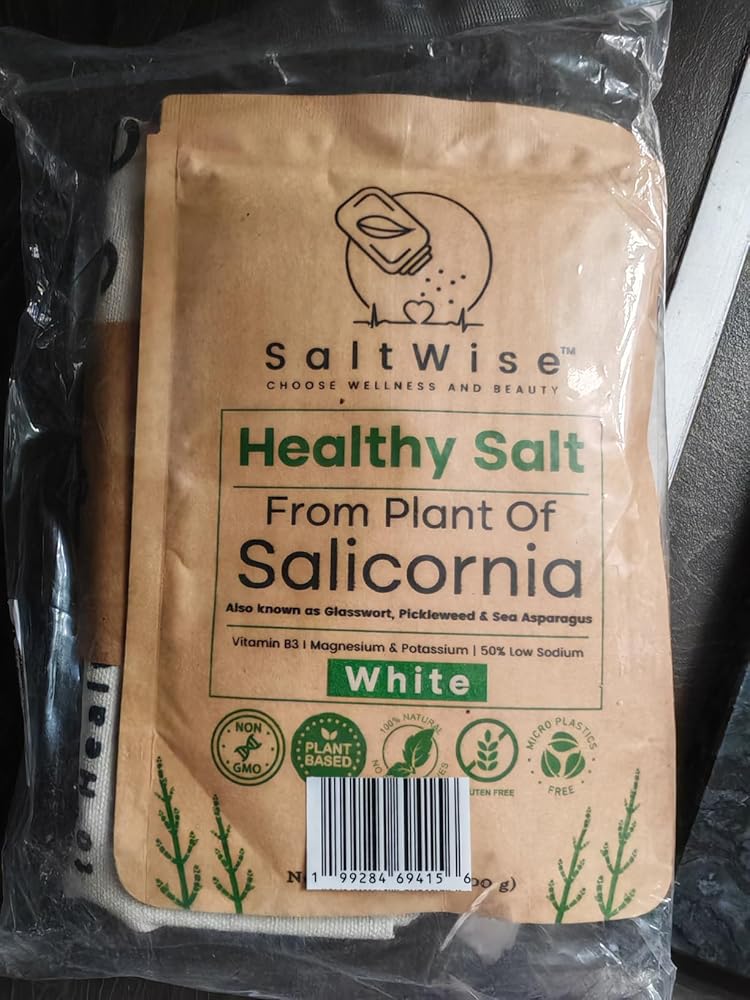 SaltWise™
CHOOSE WELLNESS AND BEAUTY
Healthy Salt
From Plant Of
Salicornia
Also known as Glasswort, Pickleweed & Sea Asparagus
Vitamin B3 I Magnesium & Potassium | 50% Low Sodium
White
NON
GMO
PLANT
BASED
100% NATURAL
GLUTEN FREE
MICRO PLASTICS
FREE
1 99284 69415 6
to Heal